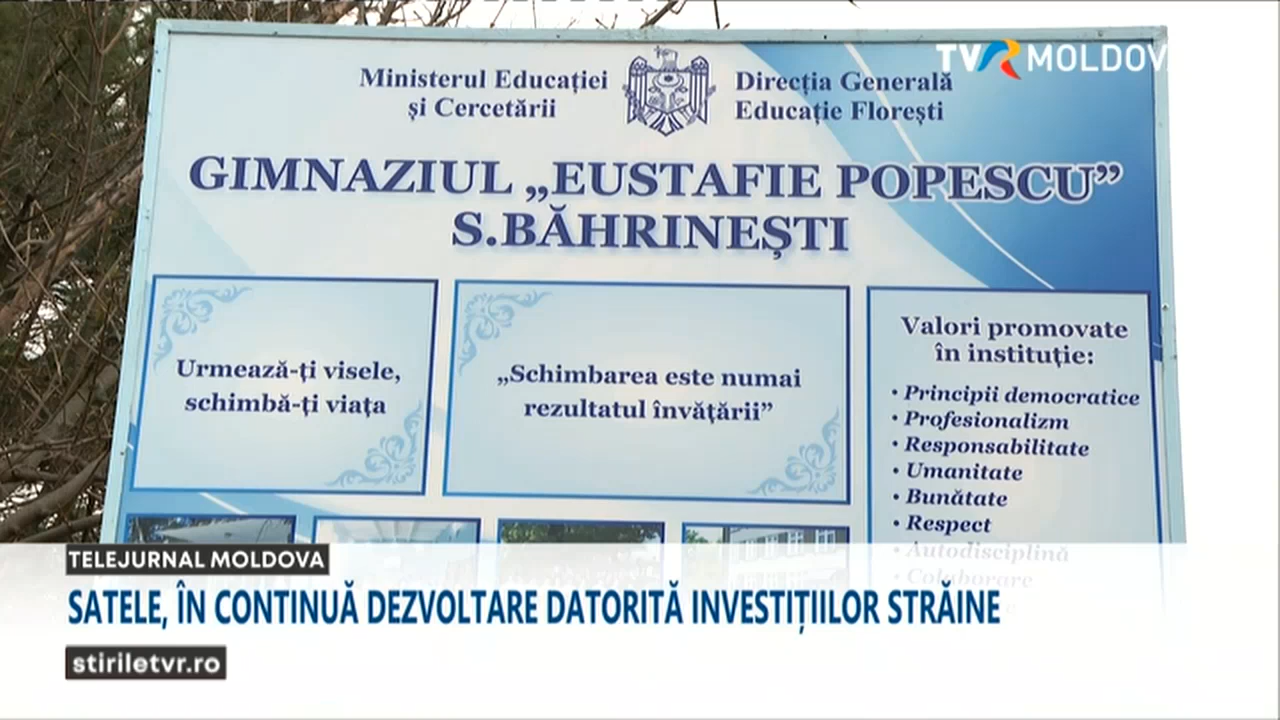 TVR MOLDOVA
Ministerul Educației
și Cercetării
Direcția Generală
Educație Florești
GIMNAZIUL „EUSTAFIE POPESCU”
S.BĂHRINEȘTI
Urmează-ți visele,
schimbă-ți viața
„Schimbarea este numai
rezultatul învățării”
Valori promovate
în instituție:
• Principii democratice
• Profesionalizm
• Responsabilitate
• Umanitate
• Bunătate
• Respect
• Autodisciplină
• Colaborare
TELEJURNAL MOLDOVA
SATELE, ÎN CONTINUĂ DEZVOLTARE DATORITĂ INVESTIȚIILOR STRĂINE
stiriletvr.ro